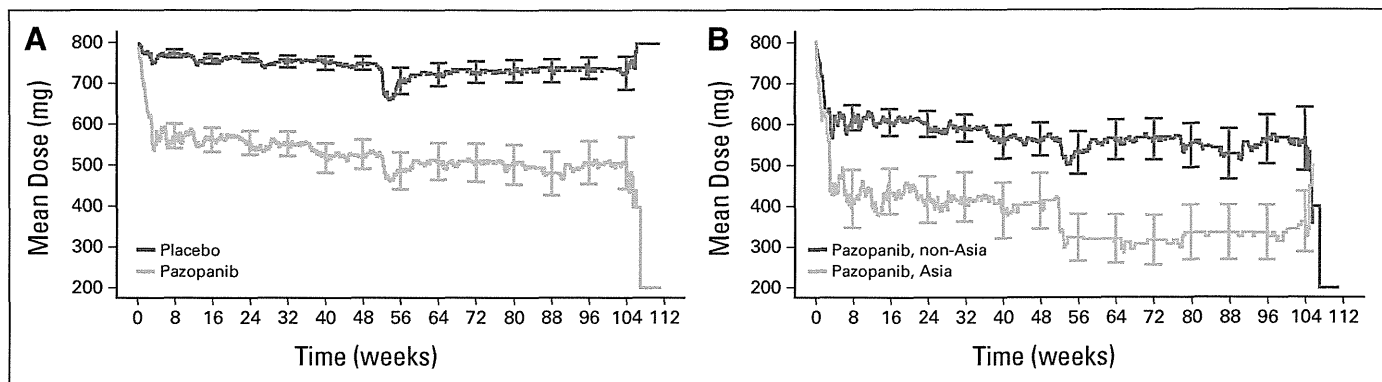 A
Mean Dose (mg)
800
700
600
500
400
300
200
Placebo
Pazopanib
0 8 16 24 32 40 48 56 64 72 80 88 96 104 112
Time (weeks)
B
Mean Dose (mg)
800
700
600
500
400
300
200
Pazopanib, non-Asia
Pazopanib, Asia
0 8 16 24 32 40 48 56 64 72 80 88 96 104 112
Time (weeks)